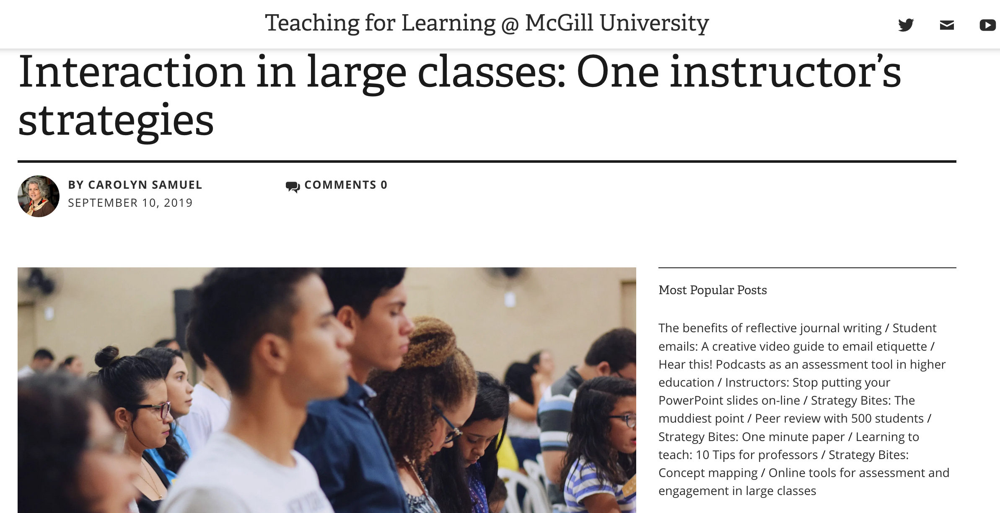 Teaching for Learning @ McGill University
Interaction in large classes: One instructor’s
strategies
BY CAROLYN SAMUEL
SEPTEMBER 10, 2019
COMMENTS 0
Most Popular Posts
The benefits of reflective journal writing / Student
emails: A creative video guide to email etiquette /
Hear this! Podcasts as an assessment tool in higher
education / Instructors: Stop putting your
PowerPoint slides on-line / Strategy Bites: The
muddiest point / Peer review with 500 students /
Strategy Bites: One minute paper / Learning to
teach: 10 Tips for professors / Strategy Bites:
Concept mapping / Online tools for assessment and
engagement in large classes